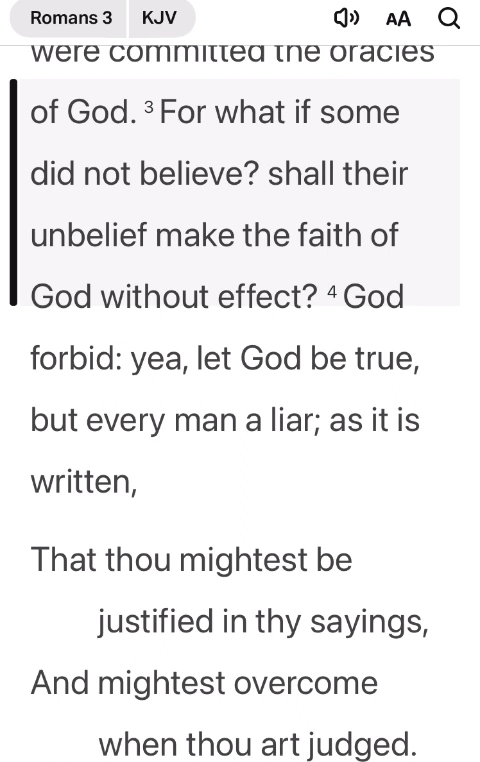 Romans 3 KJV AA
were committed the oracles
of God. 3 For what if some
did not believe? shall their
unbelief make the faith of
God without effect? 4 God
forbid: yea, let God be true,
but every man a liar; as it is
written,
That thou mightest be
justified in thy sayings,
And mightest overcome
when thou art judged.